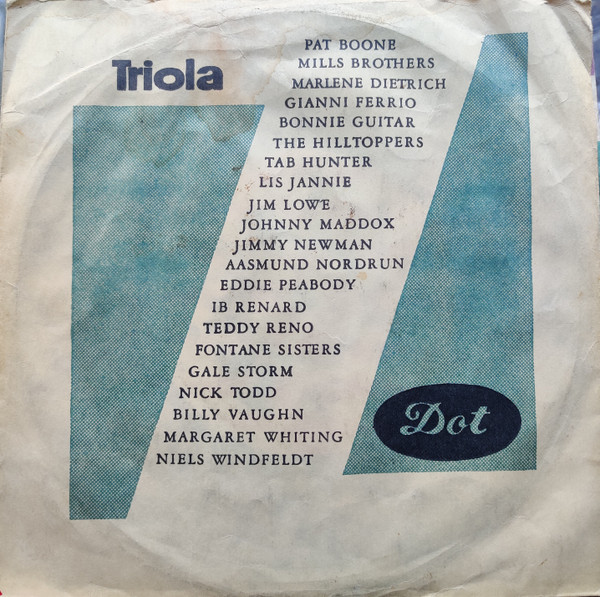 Triola
PAT BOONE
MILLS BROTHERS
MARLENE DIETRICH
GIANNI FERRIO
BONNIE GUITAR
THE HILLTOPPERS
TAB HUNTER
LIS JANNIE
JIM LOWE
JOHNNY MADDOX
JIMMY NEWMAN
AASMUND NORDRUN
EDDIE PEABODY
IB RENARD
TEDDY RENO
FONTANE SISTERS
GALE STORM
NICK TODD
BILLY VAUGHN
MARGARET WHITING
NIELS WINDFELDT
Dot